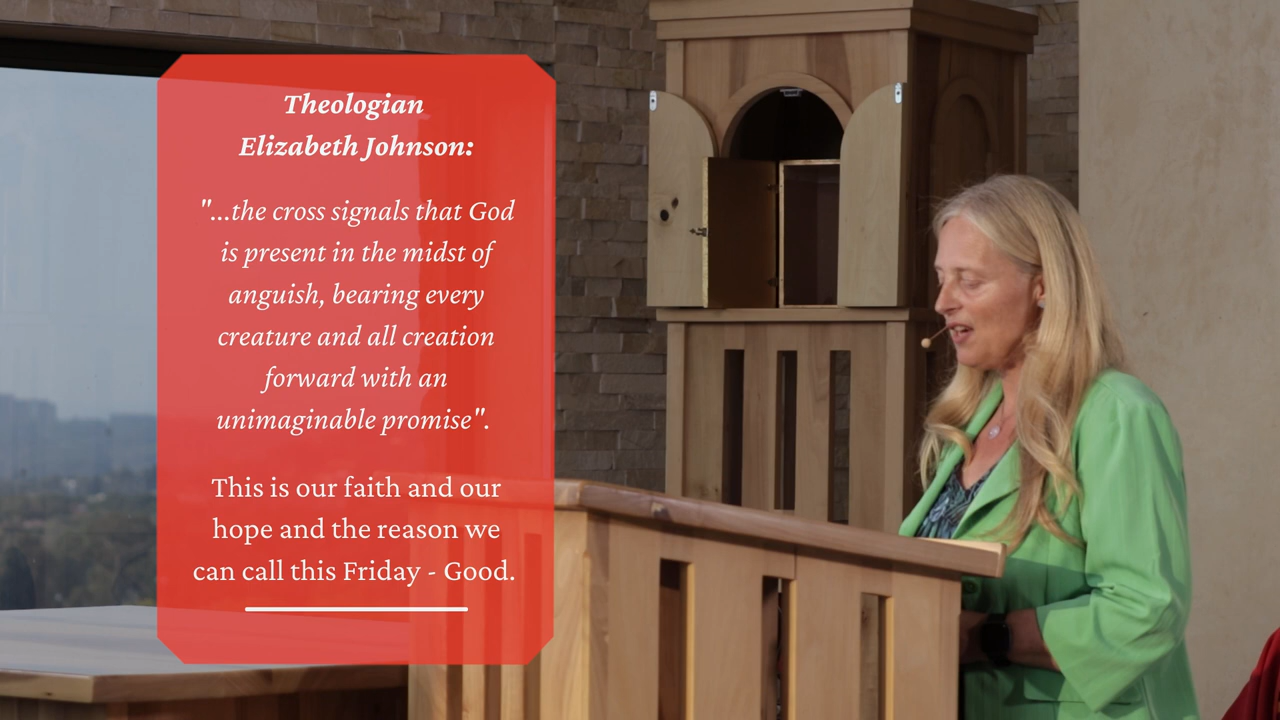 Theologian
Elizabeth Johnson:
"...the cross signals that God
is present in the midst of
anguish, bearing every
creature and all creation
forward with an
unimaginable promise".
This is our faith and our
hope and the reason we
can call this Friday - Good.